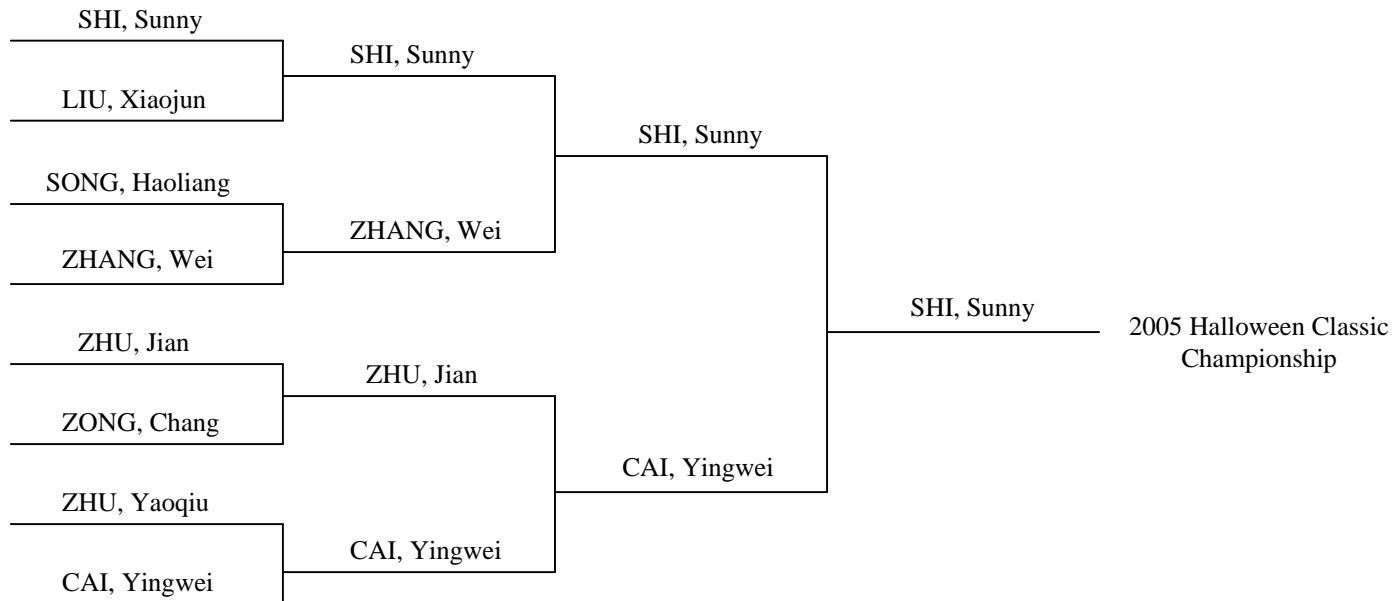 SHI, Sunny
LIU, Xiaojun
SONG, Haoliang
ZHANG, Wei
ZHU, Jian
ZONG, Chang
ZHU, Yaoqiu
CAI, Yingwei
SHI, Sunny
ZHANG, Wei
ZHU, Jian
CAI, Yingwei
SHI, Sunny
CAI, Yingwei
SHI, Sunny
2005 Halloween Classic
Championship